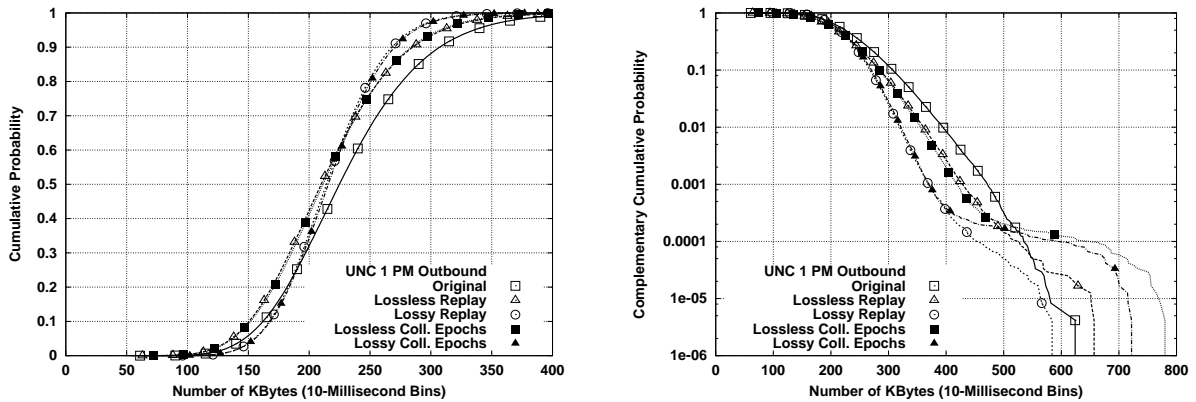 Cumulative Probability
1
0.9
0.8
0.7
0.6
0.5
0.4
0.3
0.2
0.1
0
UNC 1 PM Outbound
Original
Lossless Replay
Lossy Replay
Lossless Coll. Epochs
Lossy Coll. Epochs
0 50 100 150 200 250 300 350 400
Number of KBytes (10-Millisecond Bins)
Complementary Cumulative Probability
1
0.1
0.01
0.001
0.0001
1e-05
1e-06
UNC 1 PM Outbound
Original
Lossless Replay
Lossy Replay
Lossless Coll. Epochs
Lossy Coll. Epochs
0 100 200 300 400 500 600 700 800
Number of KBytes (10-Millisecond Bins)